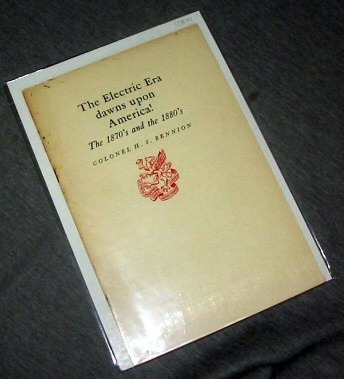 The Electric Era
dawns upon
America!
The 1870's and the 1880's
COLONEL H. S. BENNION